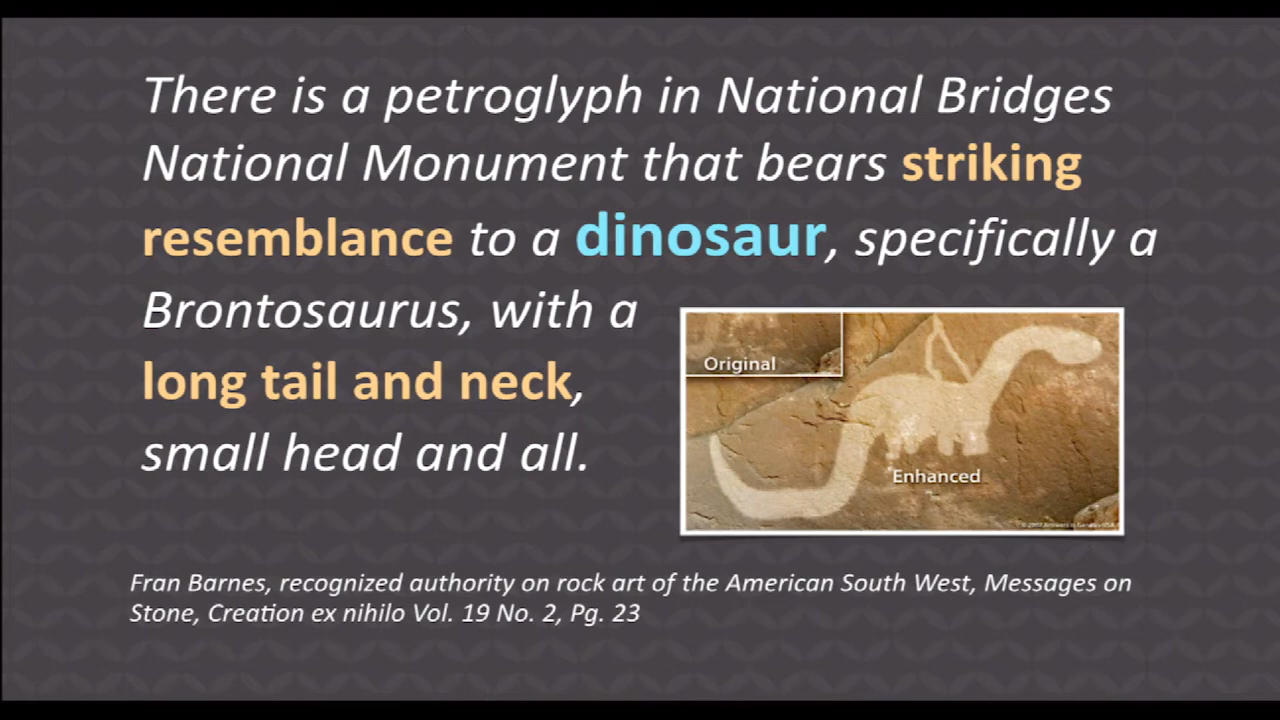 There is a petroglyph in National Bridges
National Monument that bears striking
resemblance to a dinosaur, specifically a
Brontosaurus, with a
long tail and neck,
small head and all.
Original
Enhanced
Fran Barnes, recognized authority on rock art of the American South West, Messages on
Stone, Creation ex nihilo Vol. 19 No. 2, Pg. 23